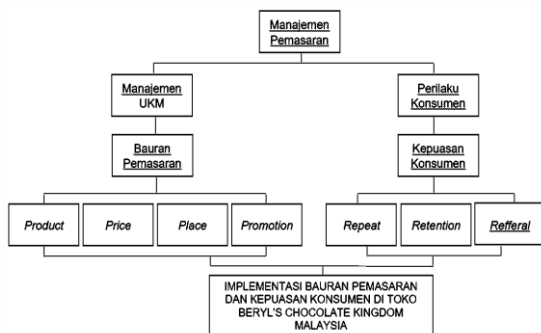 Manajemen
Pemasaran
Manajemen
UKM
Perilaku
Konsumen
Bauran
Pemasaran
Kepuasan
Konsumen
Product
Price
Place
Promotion
Repeat
Retention
Refferal
IMPLEMENTASI BAURAN PEMASARAN
DAN KEPUASAN KONSUMEN DI TOKO
BERYL'S CHOCOLATE KINGDOM
MALAYSIA